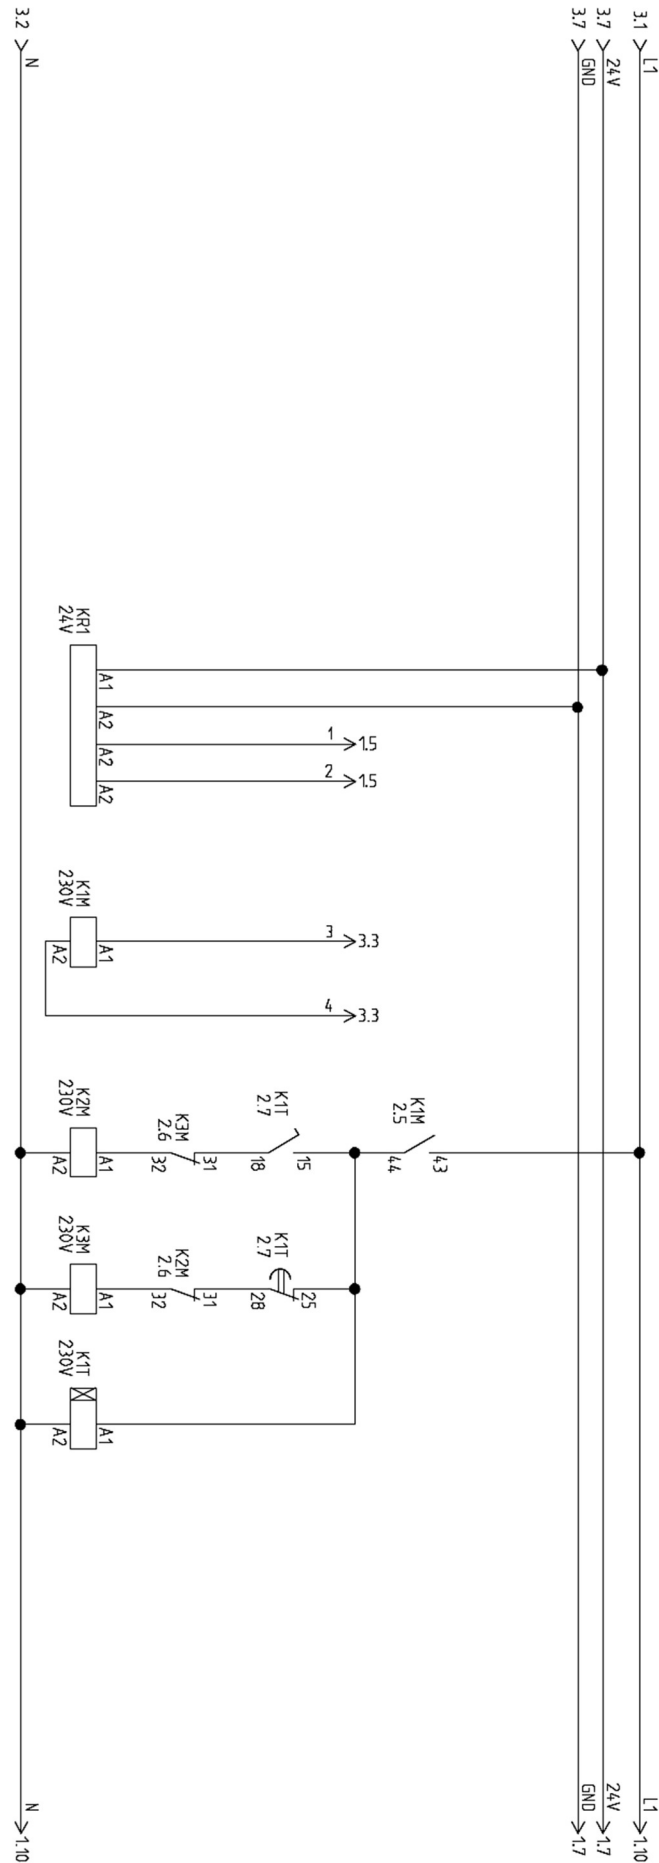 3.1
L1
L1
1.10
3.7
24V
24V
1.7
3.7
GND
GND
1.7
K1M
2.5
43
44
1
1.5
2
1.5
3
3.3
4
3.3
K1T
2.7
15
18
K1T
2.7
25
28
K3M
2.6
31
32
K2M
2.6
31
32
KR1
24V
A1
A2
A2
A2
K1M
230V
A1
A2
K2M
230V
A1
A2
K3M
230V
A1
A2
K1T
230V
A1
A2
3.2
N
N
1.10